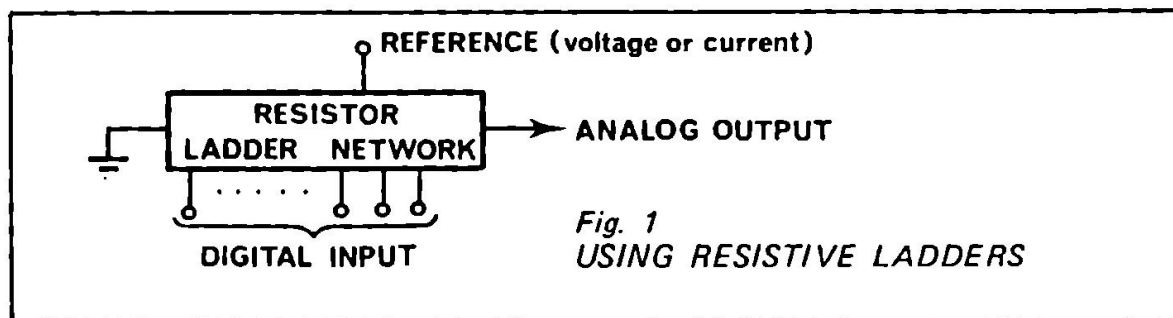 REFERENCE (voltage or current)
RESISTOR
LADDER NETWORK
ANALOG OUTPUT
DIGITAL INPUT
Fig. 1
USING RESISTIVE LADDERS